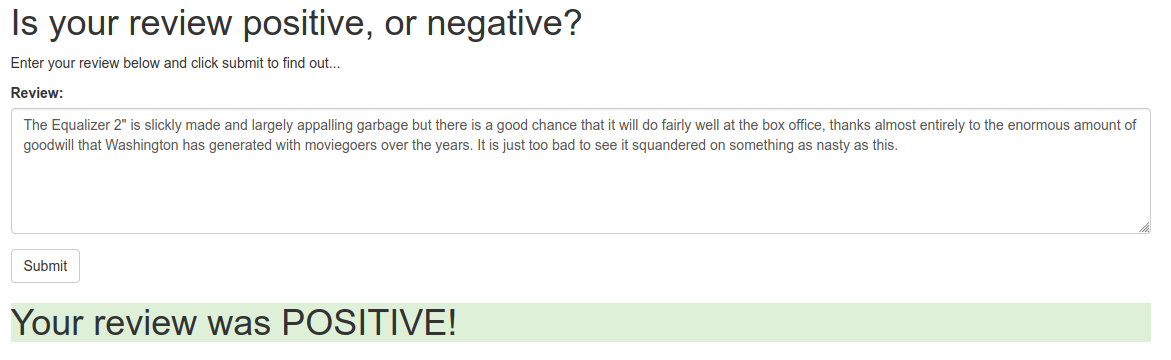 Is your review positive, or negative?
Enter your review below and click submit to find out...
Review:
The Equalizer 2" is slickly made and largely appalling garbage but there is a good chance that it will do fairly well at the box office, thanks almost entirely to the enormous amount of
goodwill that Washington has generated with moviegoers over the years. It is just too bad to see it squandered on something as nasty as this.
Submit
Your review was POSITIVE!